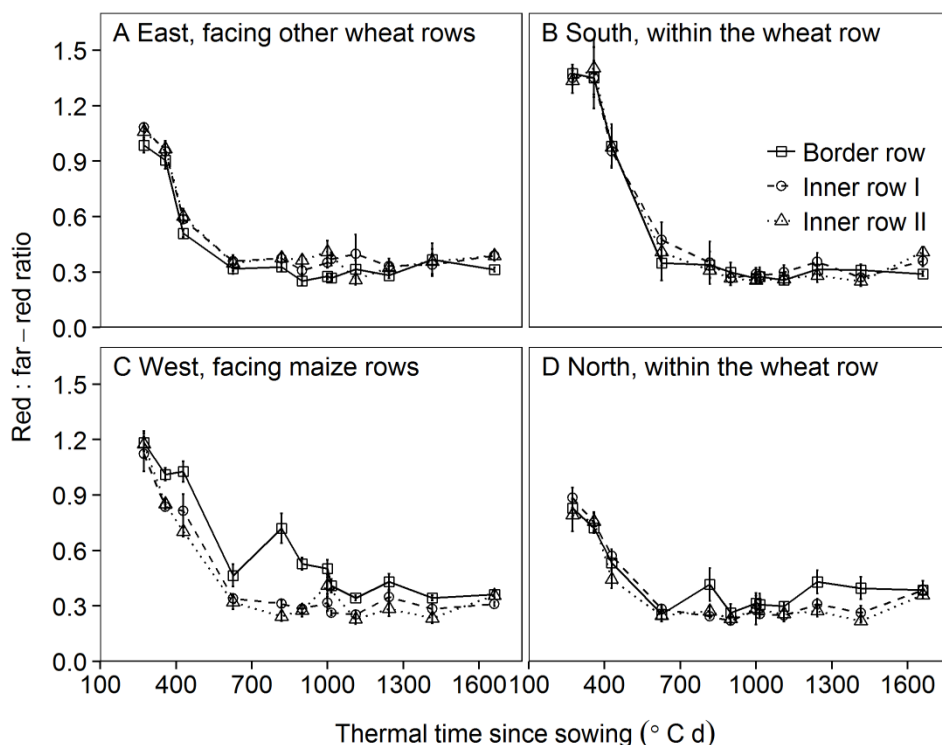 A East, facing other wheat rows
B South, within the wheat row
1.5
1.2
0.9
0.6
0.3
0.0
Border row
Inner row I
Inner row II
Red : far − red ratio
C West, facing maize rows
D North, within the wheat row
1.5
1.2
0.9
0.6
0.3
0.0
100 400 700 1000 1300 1600 100 400 700 1000 1300 1600
Thermal time since sowing (° C d)